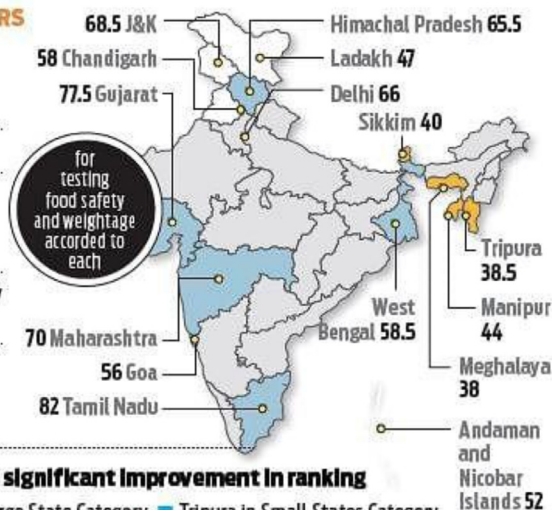 RS
68.5 J&K
Himachal Pradesh 65.5
58 Chandigarh
Ladakh 47
77.5 Gujarat
Delhi 66
Sikkim 40
for
testing
food safety
and weightage
accorded to
each
Tripura
38.5
West
Bengal 58.5
Manipur
44
70 Maharashtra
Meghalaya
38
56 Goa
82 Tamil Nadu
Andaman
and
Nicobar
Islands 52
significant improvement in ranking
State Category
Tripura in Small States Category